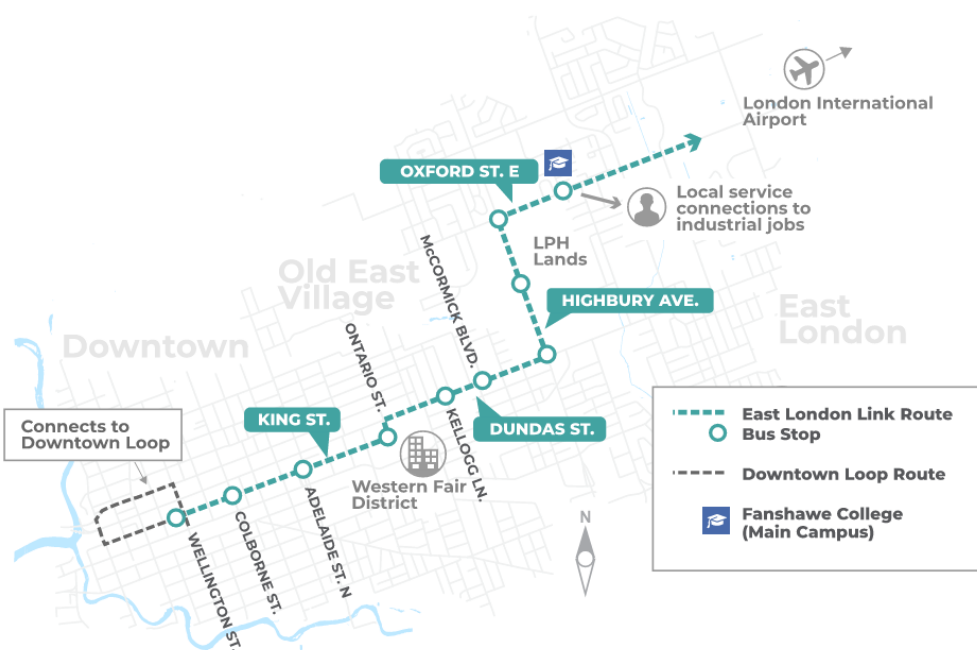 London International
Airport
OXFORD ST. E
Local service
connections to
industrial jobs
LPH
Lands
McCORMICK BLVD.
Old East
Village
HIGHBURY AVE.
East
London
Downtown
ONTARIO ST.
KING ST.
DUNDAS ST.
KELLOGG LN.
Connects to
Downtown Loop
Western Fair
District
ADELAIDE ST. N
COLBORNE ST.
WELLINGTON ST.
N
East London Link Route
Bus Stop
Downtown Loop Route
Fanshawe College
(Main Campus)